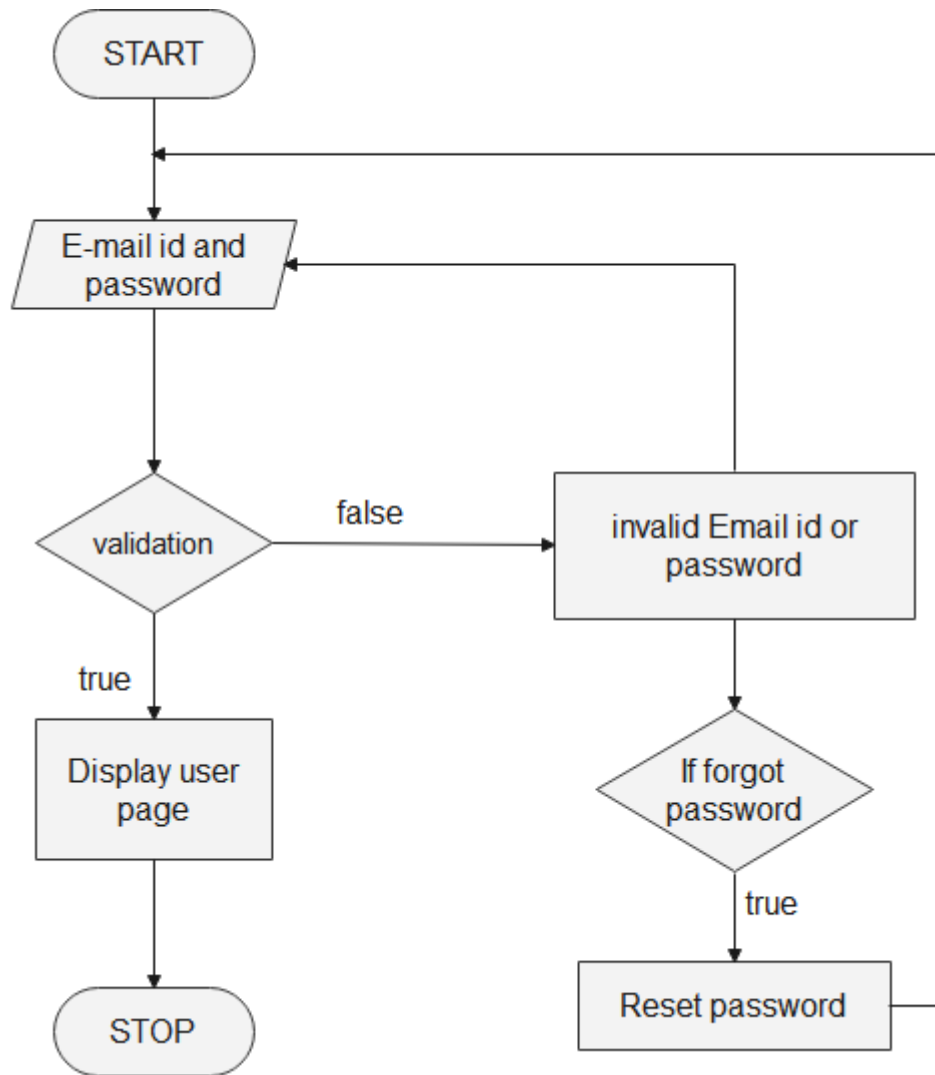 START
E-mail id and
password
validation
false
invalid Email id or
password
true
Display user
page
If forgot
password
true
Reset password
STOP